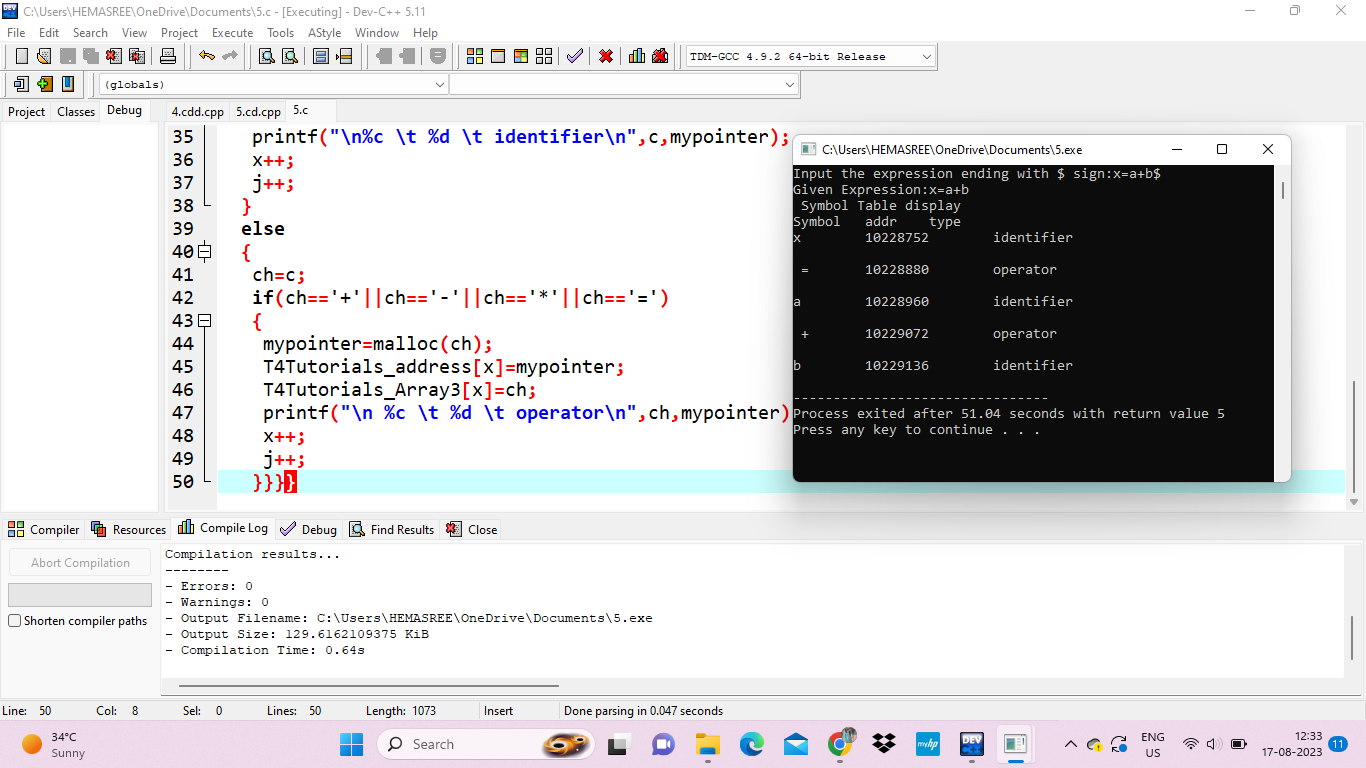 C:\Users\HEMASREE\OneDrive\Documents\5.c - [Executing] - Dev-C++ 5.11
File Edit Search View Project Execute Tools AStyle Window Help
TDM-GCC 4.9.2 64-bit Release
(globals)
Project Classes Debug
4.cdd.cpp 5.cd.cpp 5.c
35 printf("\n%c \t %d \t identifier\n",c,mypointer);
36 x++;
37 j++;
38 }
39 else
40 {
41 ch=c;
42 if(ch=='+'||ch=='-'||ch=='*'||ch=='=')
43 {
44 mypointer=malloc(ch);
45 T4Tutorials_address[x]=mypointer;
46 T4Tutorials_Array3[x]=ch;
47 printf("\n %c \t %d \t operator\n",ch,mypointer)
48 x++;
49 j++;
50 }}}}
C:\Users\HEMASREE\OneDrive\Documents\5.exe
Input the expression ending with $ sign:x=a+b$
Given Expression:x=a+b
Symbol Table display
Symbol addr type
x 10228752 identifier
= 10228880 operator
a 10228960 identifier
+ 10229072 operator
b 10229136 identifier
--------------------------------
Process exited after 51.04 seconds with return value 5
Press any key to continue . . .
Compiler Resources Compile Log Debug Find Results Close
Abort Compilation
Shorten compiler paths
Compilation results...
--------
- Errors: 0
- Warnings: 0
- Output Filename: C:\Users\HEMASREE\OneDrive\Documents\5.exe
- Output Size: 129.6162109375 KiB
- Compilation Time: 0.64s
Line: 50 Col: 8 Sel: 0 Lines: 50 Length: 1073 Insert Done parsing in 0.047 seconds
34°C
Sunny
Search
DEV
myhp
DEV
ENG
US
12:33
17-08-2023
11